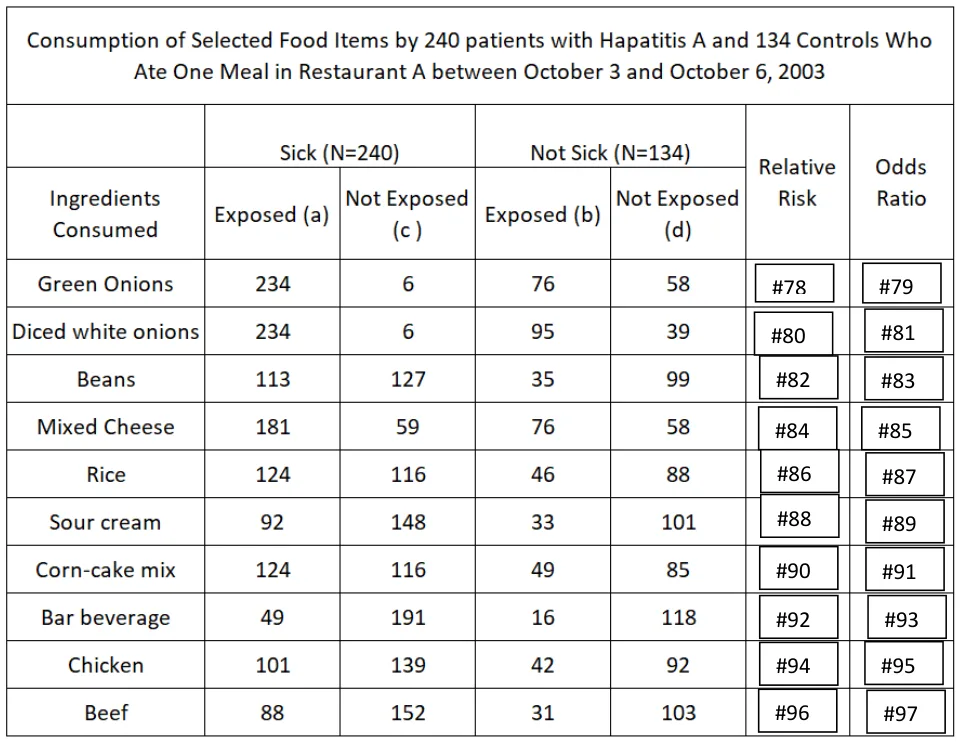 Consumption of Selected Food Items by 240 patients with Hapatitis A and 134 Controls Who
Ate One Meal in Restaurant A between October 3 and October 6, 2003
Sick (N=240) Not Sick (N=134) Relative Risk Odds Ratio
Ingredients Consumed Exposed (a) Not Exposed (c ) Exposed (b) Not Exposed (d)
Green Onions 234 6 76 58 #78 #79
Diced white onions 234 6 95 39 #80 #81
Beans 113 127 35 99 #82 #83
Mixed Cheese 181 59 76 58 #84 #85
Rice 124 116 46 88 #86 #87
Sour cream 92 148 33 101 #88 #89
Corn-cake mix 124 116 49 85 #90 #91
Bar beverage 49 191 16 118 #92 #93
Chicken 101 139 42 92 #94 #95
Beef 88 152 31 103 #96 #97